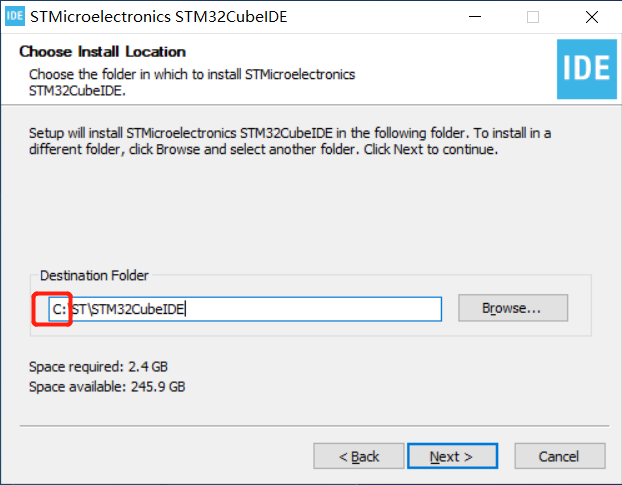 IDE STMicroelectronics STM32CubeIDE
Choose Install Location
Choose the folder in which to install STMicroelectronics
STM32CubeIDE.
IDE
Setup will install STMicroelectronics STM32CubeIDE in the following folder. To install in a
different folder, click Browse and select another folder. Click Next to continue.
Destination Folder
C:\ST\STM32CubeIDE
Browse...
Space required: 2.4 GB
Space available: 245.9 GB
< Back
Next >
Cancel